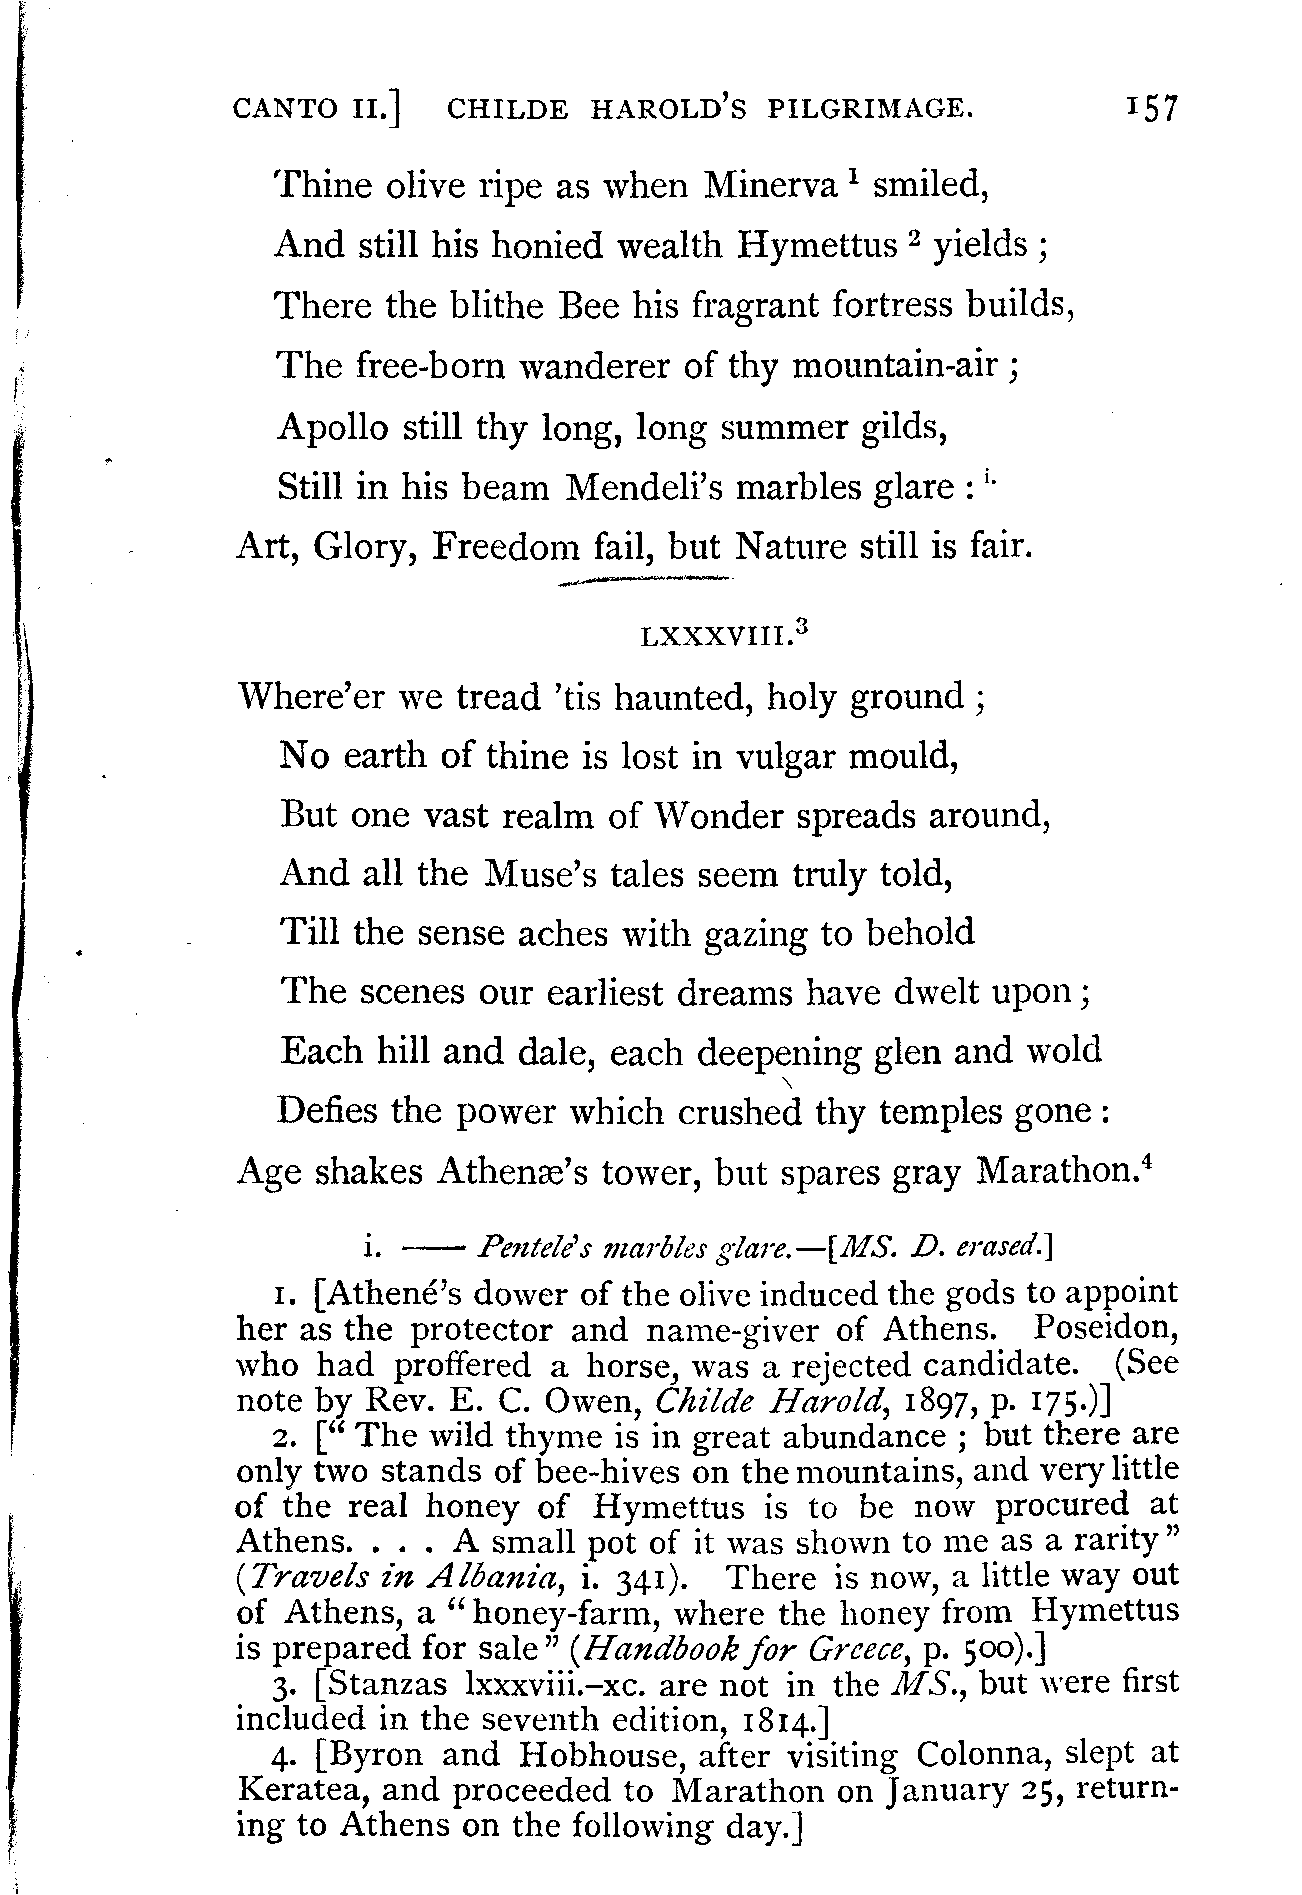 CANTO II.] CHILDE HAROLD'S PILGRIMAGE. 157
Thine olive ripe as when Minerva ¹ smiled,
And still his honied wealth Hymettus ² yields ;
There the blithe Bee his fragrant fortress builds,
The free-born wanderer of thy mountain-air ;
Apollo still thy long, long summer gilds,
Still in his beam Mendeli's marbles glare : i.
Art, Glory, Freedom fail, but Nature still is fair.
LXXXVIII.³
Where'er we tread 'tis haunted, holy ground ;
No earth of thine is lost in vulgar mould,
But one vast realm of Wonder spreads around,
And all the Muse's tales seem truly told,
Till the sense aches with gazing to behold
The scenes our earliest dreams have dwelt upon ;
Each hill and dale, each deepening glen and wold
Defies the power which crushed thy temples gone :
Age shakes Athenæ's tower, but spares gray Marathon.⁴
i. —— Pentele's marbles glare.—[MS. D. erased.]
1. [Athené's dower of the olive induced the gods to appoint
her as the protector and name-giver of Athens. Poseidon,
who had proffered a horse, was a rejected candidate. (See
note by Rev. E. C. Owen, Childe Harold, 1897, p. 175.)]
2. [“ The wild thyme is in great abundance ; but there are
only two stands of bee-hives on the mountains, and very little
of the real honey of Hymettus is to be now procured at
Athens. . . . A small pot of it was shown to me as a rarity ”
(Travels in Albania, i. 341). There is now, a little way out
of Athens, a “ honey-farm, where the honey from Hymettus
is prepared for sale ” (Handbook for Greece, p. 500).]
3. [Stanzas lxxxviii.–xc. are not in the MS., but were first
included in the seventh edition, 1814.]
4. [Byron and Hobhouse, after visiting Colonna, slept at
Keratea, and proceeded to Marathon on January 25, return-
ing to Athens on the following day.]